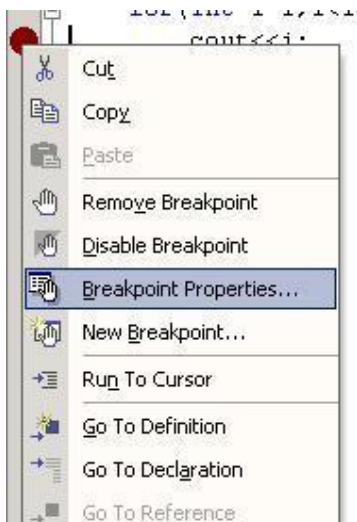 cout<<i;
Cut
Copy
Paste
Remove Breakpoint
Disable Breakpoint
Breakpoint Properties...
New Breakpoint...
Run To Cursor
Go To Definition
Go To Declaration
Go To Reference